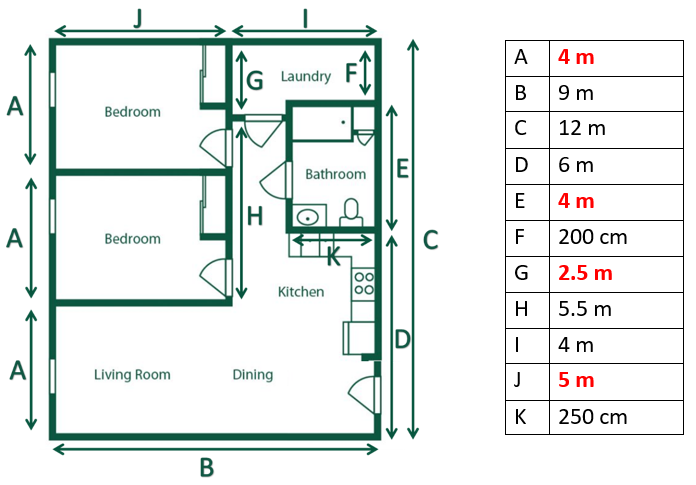 J
I
A
Bedroom
G
Laundry
F
E
Bathroom
A
Bedroom
H
C
K
Kitchen
A
Living Room
Dining
D
B
A 4 m
B 9 m
C 12 m
D 6 m
E 4 m
F 200 cm
G 2.5 m
H 5.5 m
I 4 m
J 5 m
K 250 cm